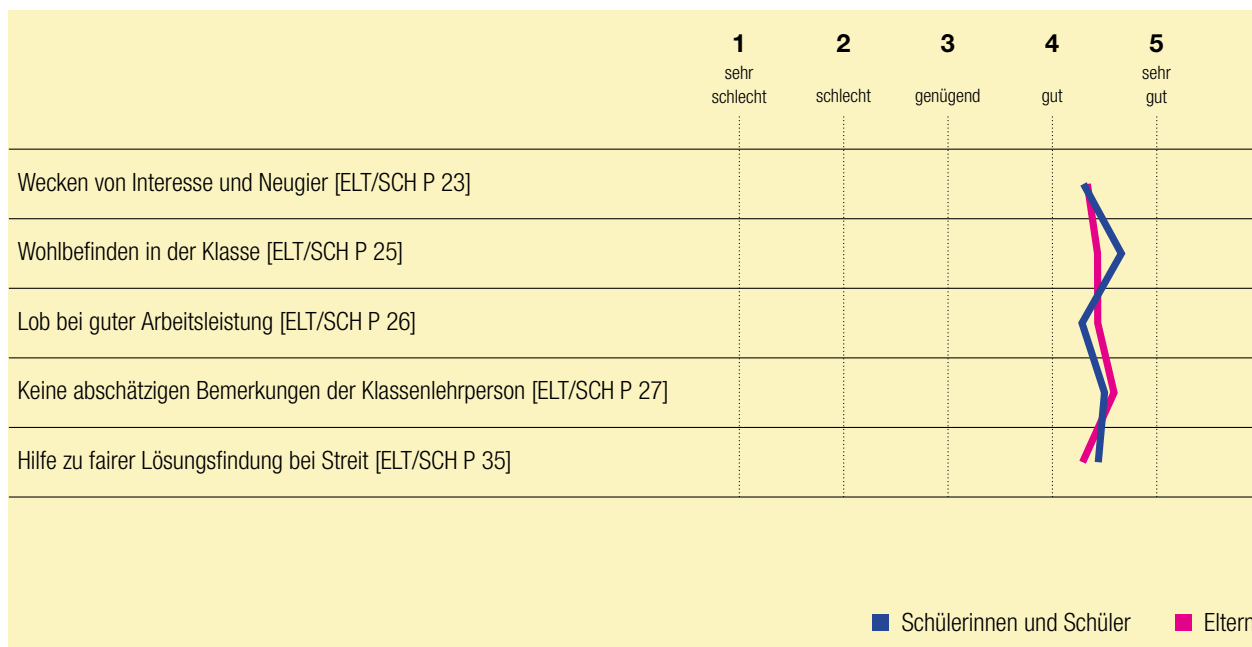 1 2 3 4 5
sehr schlecht schlecht genügend gut sehr gut
Wecken von Interesse und Neugier [ELT/SCH P 23]
Wohlbefinden in der Klasse [ELT/SCH P 25]
Lob bei guter Arbeitsleistung [ELT/SCH P 26]
Keine abschätzigen Bemerkungen der Klassenlehrperson [ELT/SCH P 27]
Hilfe zu fairer Lösungsfindung bei Streit [ELT/SCH P 35]
Schülerinnen und Schüler Eltern